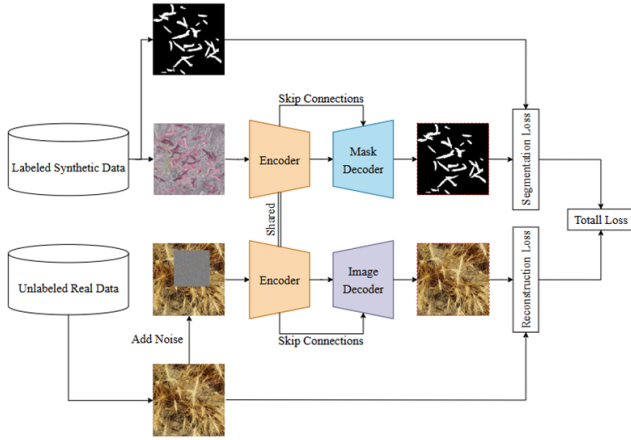 Skip Connections
Labeled Synthetic Data
Encoder
Mask
Decoder
Segmentation Loss
Shared
Totall Loss
Unlabeled Real Data
Encoder
Image
Decoder
Reconstruction Loss
Add Noise
Skip Connections